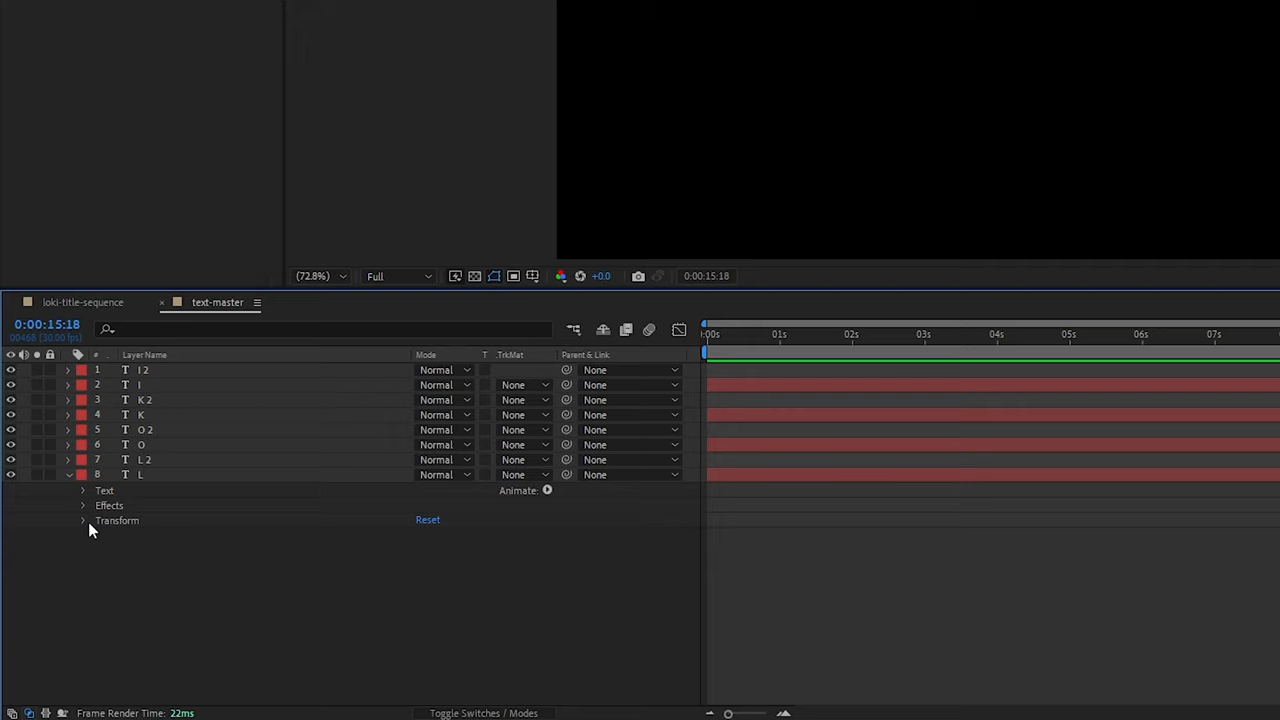 (72.8%) Full +0.0 0:00:15:18
loki-title-sequence × text-master
0:00:15:18
00468 (30.00 fps)
:00s 01s 02s 03s 04s 05s 06s 07s
# . Layer Name Mode T .TrkMat Parent & Link
1 T I 2 Normal None
2 T I Normal None None
3 T K 2 Normal None None
4 T K Normal None None
5 T O 2 Normal None None
6 T O Normal None None
7 T L 2 Normal None None
8 T L Normal None None
Text Animate:
Effects
Transform Reset
Frame Render Time: 22ms Toggle Switches / Modes